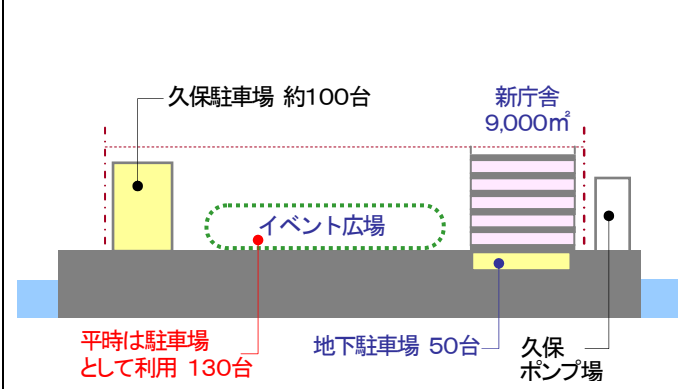 久保駐車場 約100台
新庁舎
9,000㎡
イベント広場
平時は駐車場
として利用 130台
地下駐車場 50台
久保
ポンプ場